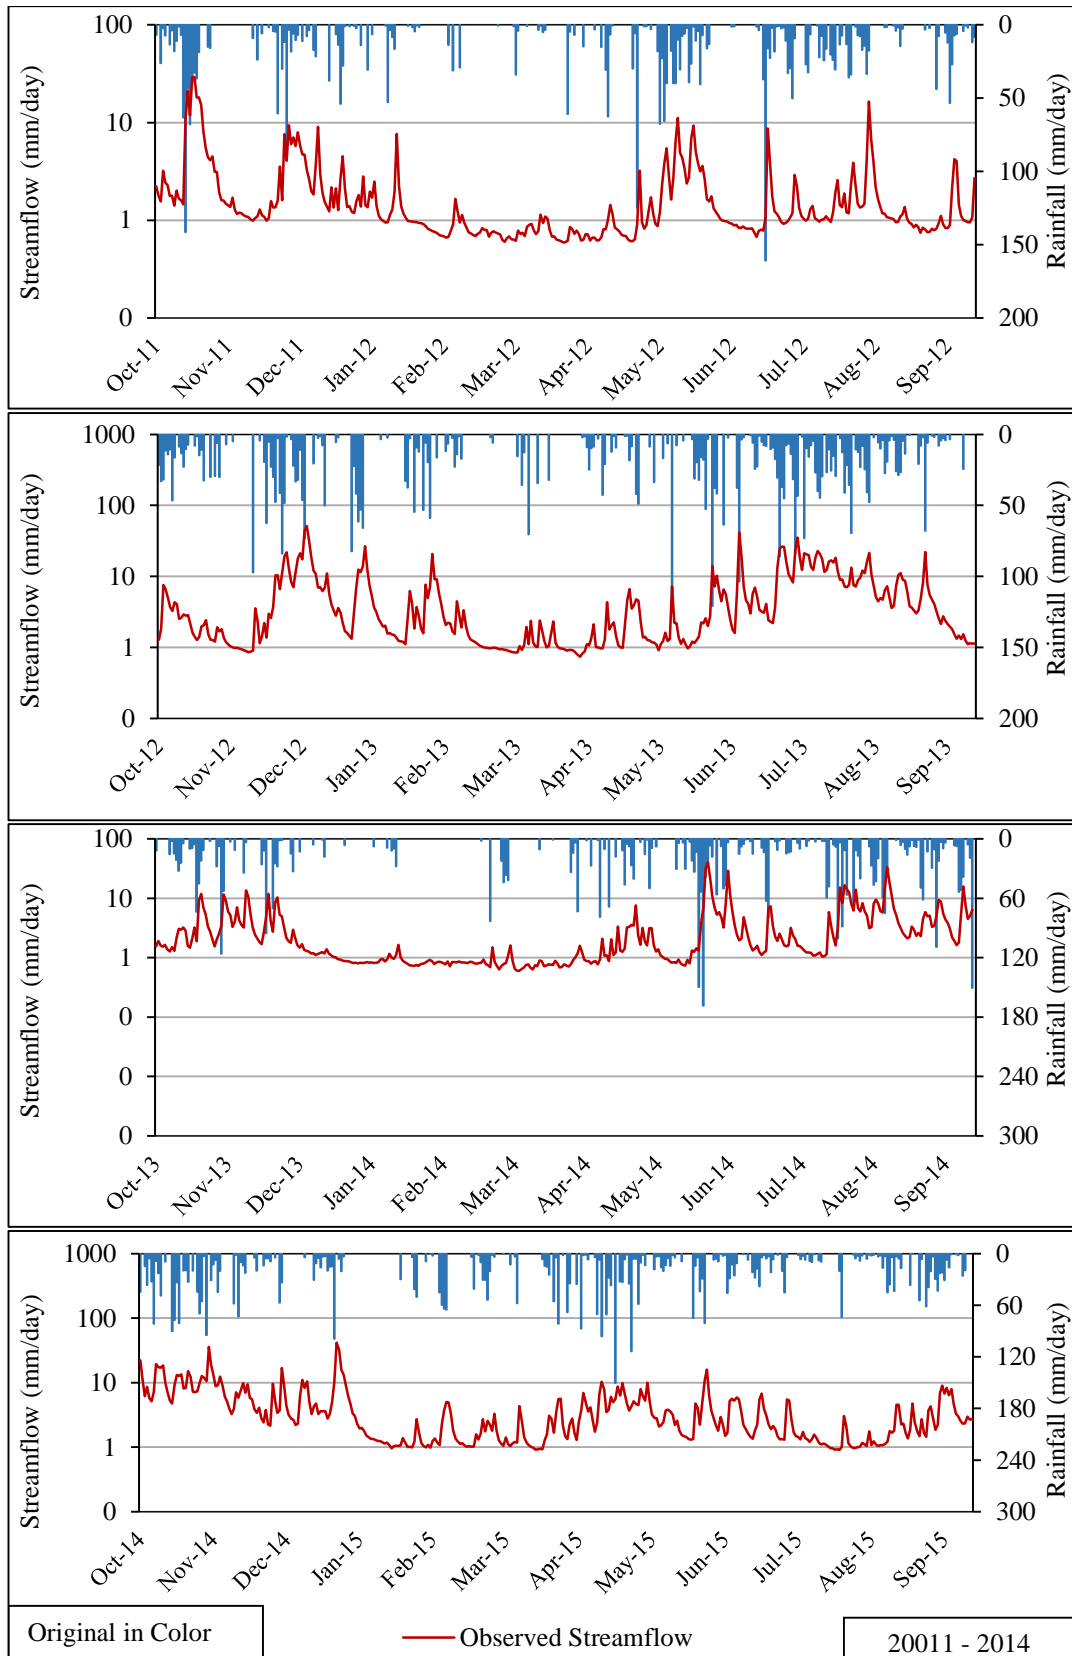 Streamflow (mm/day)
100
10
1
0
0
50
100
150
200
Rainfall (mm/day)
Oct-11
Nov-11
Dec-11
Jan-12
Feb-12
Mar-12
Apr-12
May-12
Jun-12
Jul-12
Aug-12
Sep-12
Streamflow (mm/day)
1000
100
10
1
0
0
50
100
150
200
Rainfall (mm/day)
Oct-12
Nov-12
Dec-12
Jan-13
Feb-13
Mar-13
Apr-13
May-13
Jun-13
Jul-13
Aug-13
Sep-13
Streamflow (mm/day)
100
10
1
0
0
0
0
60
120
180
240
300
Rainfall (mm/day)
Oct-13
Nov-13
Dec-13
Jan-14
Feb-14
Mar-14
Apr-14
May-14
Jun-14
Jul-14
Aug-14
Sep-14
Streamflow (mm/day)
1000
100
10
1
0
0
60
120
180
240
300
Rainfall (mm/day)
Oct-14
Nov-14
Dec-14
Jan-15
Feb-15
Mar-15
Apr-15
May-15
Jun-15
Jul-15
Aug-15
Sep-15
Original in Color
Observed Streamflow
20011 - 2014